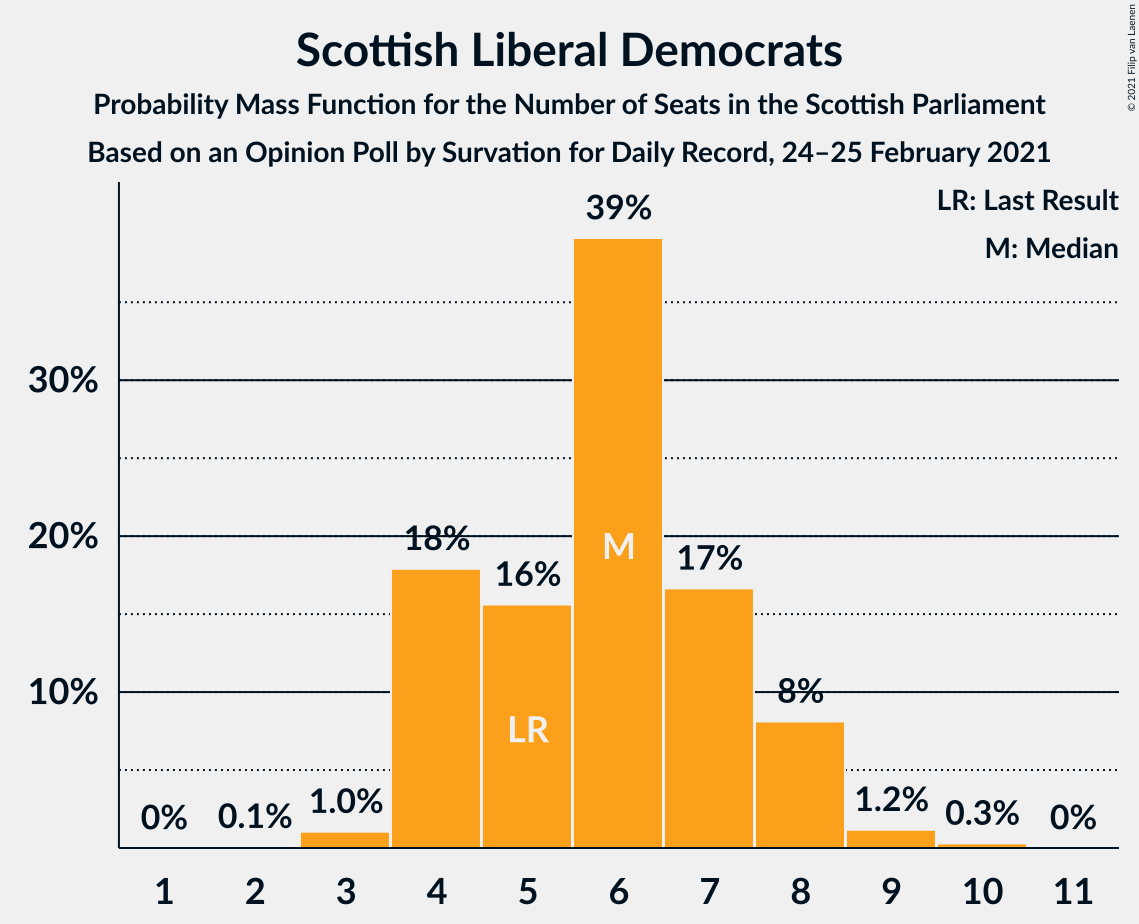 Scottish Liberal Democrats
Probability Mass Function for the Number of Seats in the Scottish Parliament
Based on an Opinion Poll by Survation for Daily Record, 24–25 February 2021
© 2021 Filip van Laenen
LR: Last Result
M: Median
39%
30%
20%
18%
M
17%
16%
10%
8%
LR
0%
0.1%
1.0%
1.2%
0.3%
0%
1 2 3 4 5 6 7 8 9 10 11